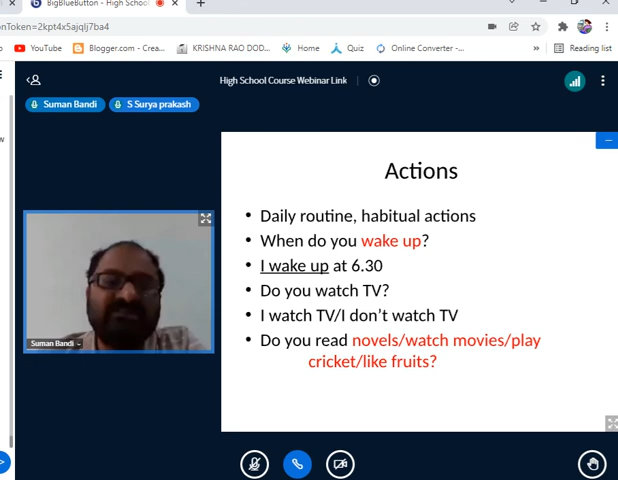 BigBlueButton - High School
onToken=2kpt4x5ajqlj7ba4
YouTube
Blogger.com - Crea...
KRISHNA RAO DOD...
Home
Quiz
Online Converter -...
»
Reading list
High School Course Webinar Link
Suman Bandi
S Surya prakash
Actions
• Daily routine, habitual actions
• When do you wake up?
• I wake up at 6.30
• Do you watch TV?
• I watch TV/I don't watch TV
• Do you read novels/watch movies/play
cricket/like fruits?
Suman Bandi